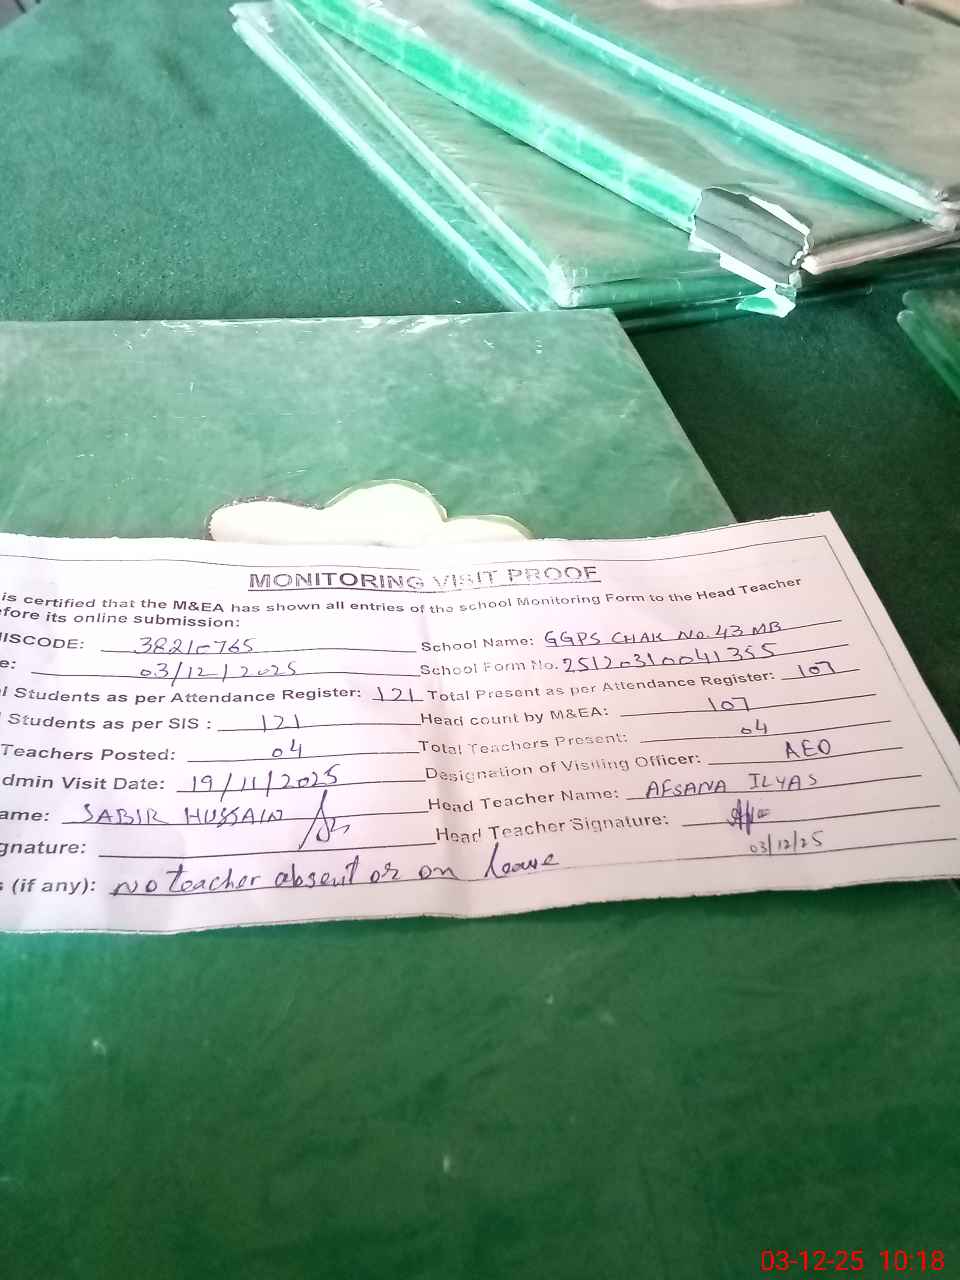 MONITORING VISIT PROOF
is certified that the M&EA has shown all entries of the school Monitoring Form to the Head Teacher
fore its online submission:
ISCODE: 38210765 School Name: GGPS CHAK No. 43 MB
e: 03/12/2025 School Form No. 25120310041355
l Students as per Attendance Register: 121 Total Present as per Attendance Register: 107
Students as per SIS : 121 Head count by M&EA: 107
Teachers Posted: 04 Total Teachers Present: 04
dmin Visit Date: 19/11/2025 Designation of Visiting Officer: AEO
ame: SABIR HUSSAIN Head Teacher Name: AFSANA ILYAS
gnature: Head Teacher Signature:
03/12/25
s (if any): no teacher absent or on leave
03-12-25 10:18